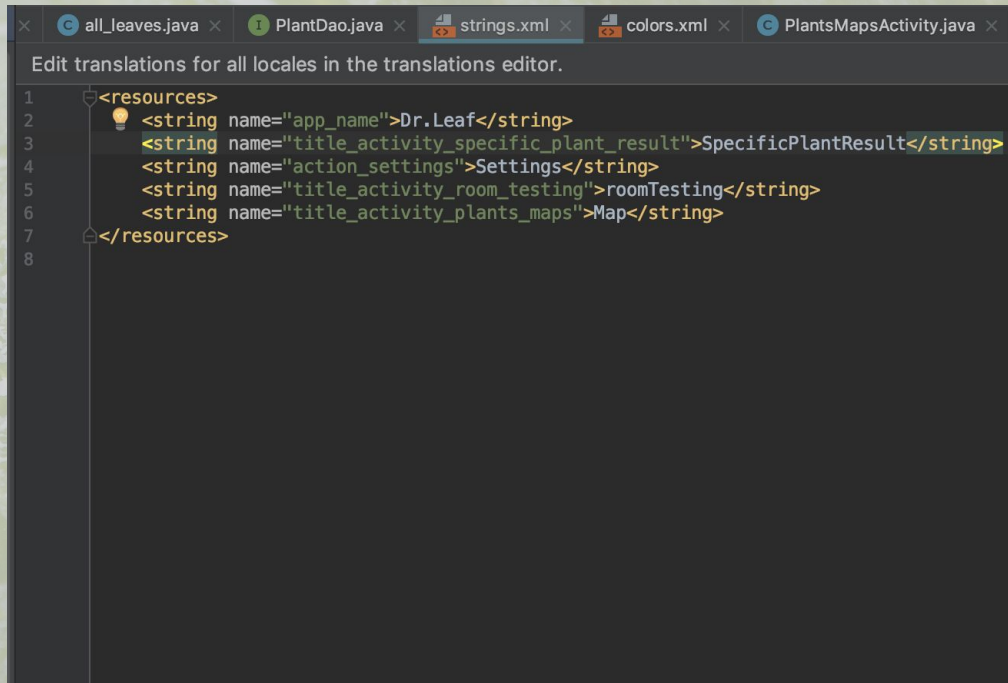 all_leaves.java PlantDao.java strings.xml colors.xml PlantsMapsActivity.java
Edit translations for all locales in the translations editor.
1 <resources>
2 <string name="app_name">Dr.Leaf</string>
3 <string name="title_activity_specific_plant_result">SpecificPlantResult</string>
4 <string name="action_settings">Settings</string>
5 <string name="title_activity_room_testing">roomTesting</string>
6 <string name="title_activity_plants_maps">Map</string>
7 </resources>
8